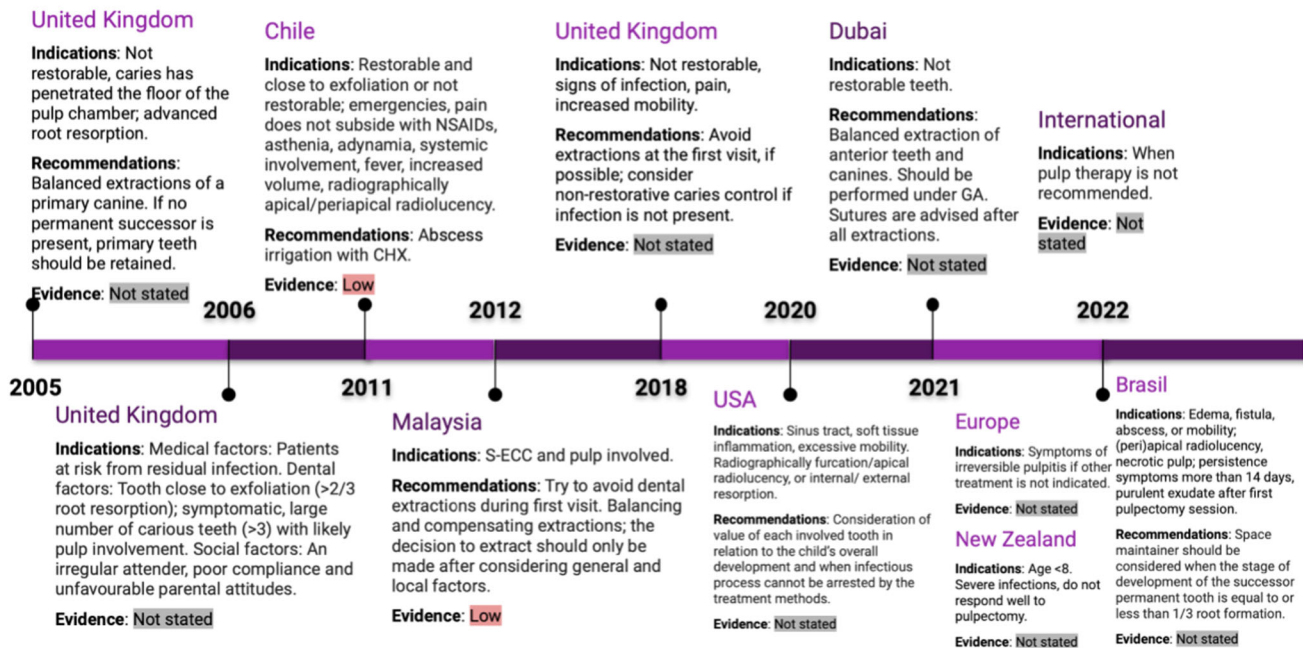 United Kingdom
Indications: Not
restorable, caries has
penetrated the floor of the
pulp chamber; advanced
root resorption.
Recommendations:
Balanced extractions of a
primary canine. If no
permanent successor is
present, primary teeth
should be retained.
Evidence: Not stated
Chile
Indications: Restorable and
close to exfoliation or not
restorable; emergencies, pain
does not subside with NSAIDs,
asthenia, adynamia, systemic
involvement, fever, increased
volume, radiographically
apical/periapical radiolucency.
Recommendations: Abscess
irrigation with CHX.
Evidence: Low
United Kingdom
Indications: Not restorable,
signs of infection, pain,
increased mobility.
Recommendations: Avoid
extractions at the first visit, if
possible; consider
non-restorative caries control if
infection is not present.
Evidence: Not stated
Dubai
Indications: Not
restorable teeth.
Recommendations:
Balanced extraction of
anterior teeth and
canines. Should be
performed under GA.
Sutures are advised after
all extractions.
Evidence: Not stated
International
Indications: When
pulp therapy is not
recommended.
Evidence: Not
stated
2006
2012
2020
2022
2005
2011
2018
2021
United Kingdom
Indications: Medical factors: Patients
at risk from residual infection. Dental
factors: Tooth close to exfoliation (>2/3
root resorption); symptomatic, large
number of carious teeth (>3) with likely
pulp involvement. Social factors: An
irregular attender, poor compliance and
unfavourable parental attitudes.
Evidence: Not stated
Malaysia
Indications: S-ECC and pulp involved.
Recommendations: Try to avoid dental
extractions during first visit. Balancing
and compensating extractions; the
decision to extract should only be
made after considering general and
local factors.
Evidence: Low
USA
Indications: Sinus tract, soft tissue
inflammation, excessive mobility.
Radiographically furcation/apical
radiolucency, or internal/ external
resorption.
Recommendations: Consideration of
value of each involved tooth in
relation to the child's overall
development and when infectious
process cannot be arrested by the
treatment methods.
Evidence: Not stated
Europe
Indications: Symptoms of
irreversible pulpitis if other
treatment is not indicated.
Evidence: Not stated
New Zealand
Indications: Age <8.
Severe infections, do not
respond well to
pulpectomy.
Evidence: Not stated
Brasil
Indications: Edema, fistula,
abscess, or mobility;
(peri)apical radiolucency,
necrotic pulp; persistence
symptoms more than 14 days,
purulent exudate after first
pulpectomy session.
Recommendations: Space
maintainer should be
considered when the stage of
development of the successor
permanent tooth is equal to or
less than 1/3 root formation.
Evidence: Not stated